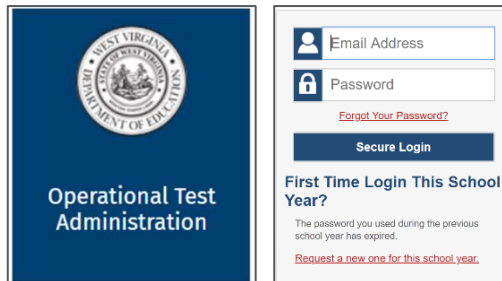 WEST VIRGINIA
DEPARTMENT OF EDUCATION
STATE OF WEST VIRGINIA
Operational Test
Administration
Email Address
Password
Forgot Your Password?
Secure Login
First Time Login This School
Year?
The password you used during the previous
school year has expired.
Request a new one for this school year.